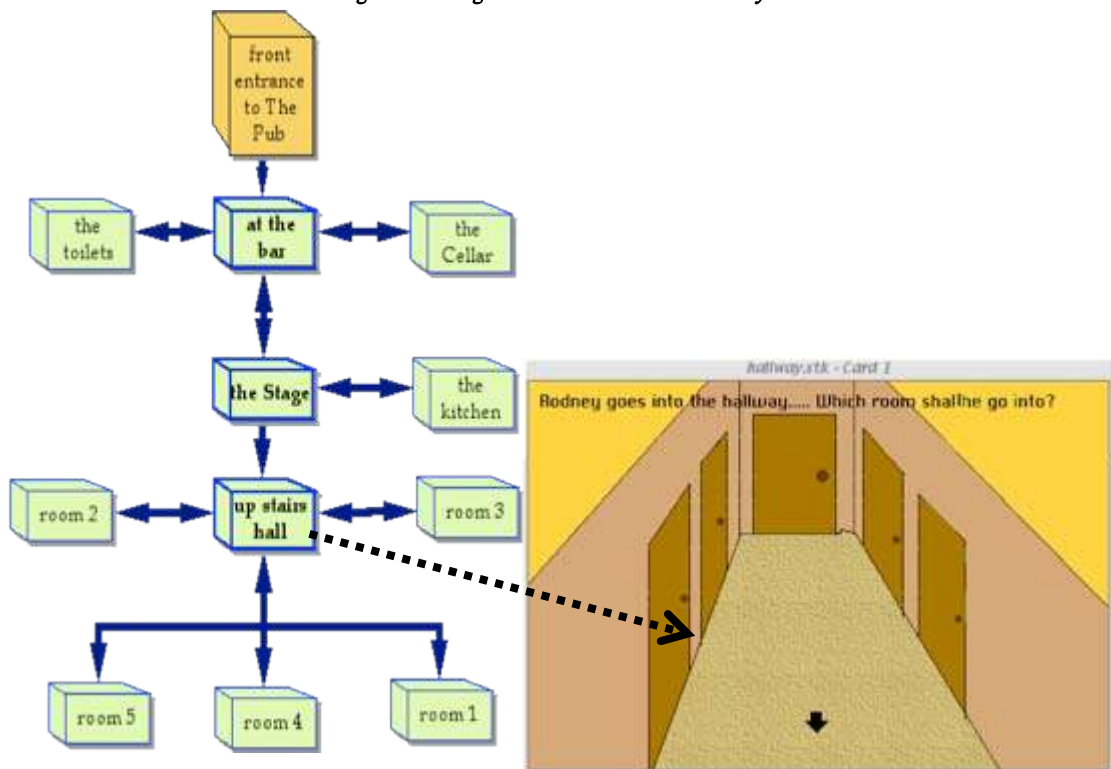 front
entrance
to The
Pub
the
toilets
at the
bar
the
Cellar
the Stage
the
kitchen
room 2
up stairs
hall
room 3
room 5
room 4
room 1
hallway.stk - Card 1
Rodney goes into the hallway..... Which room shall he go into?